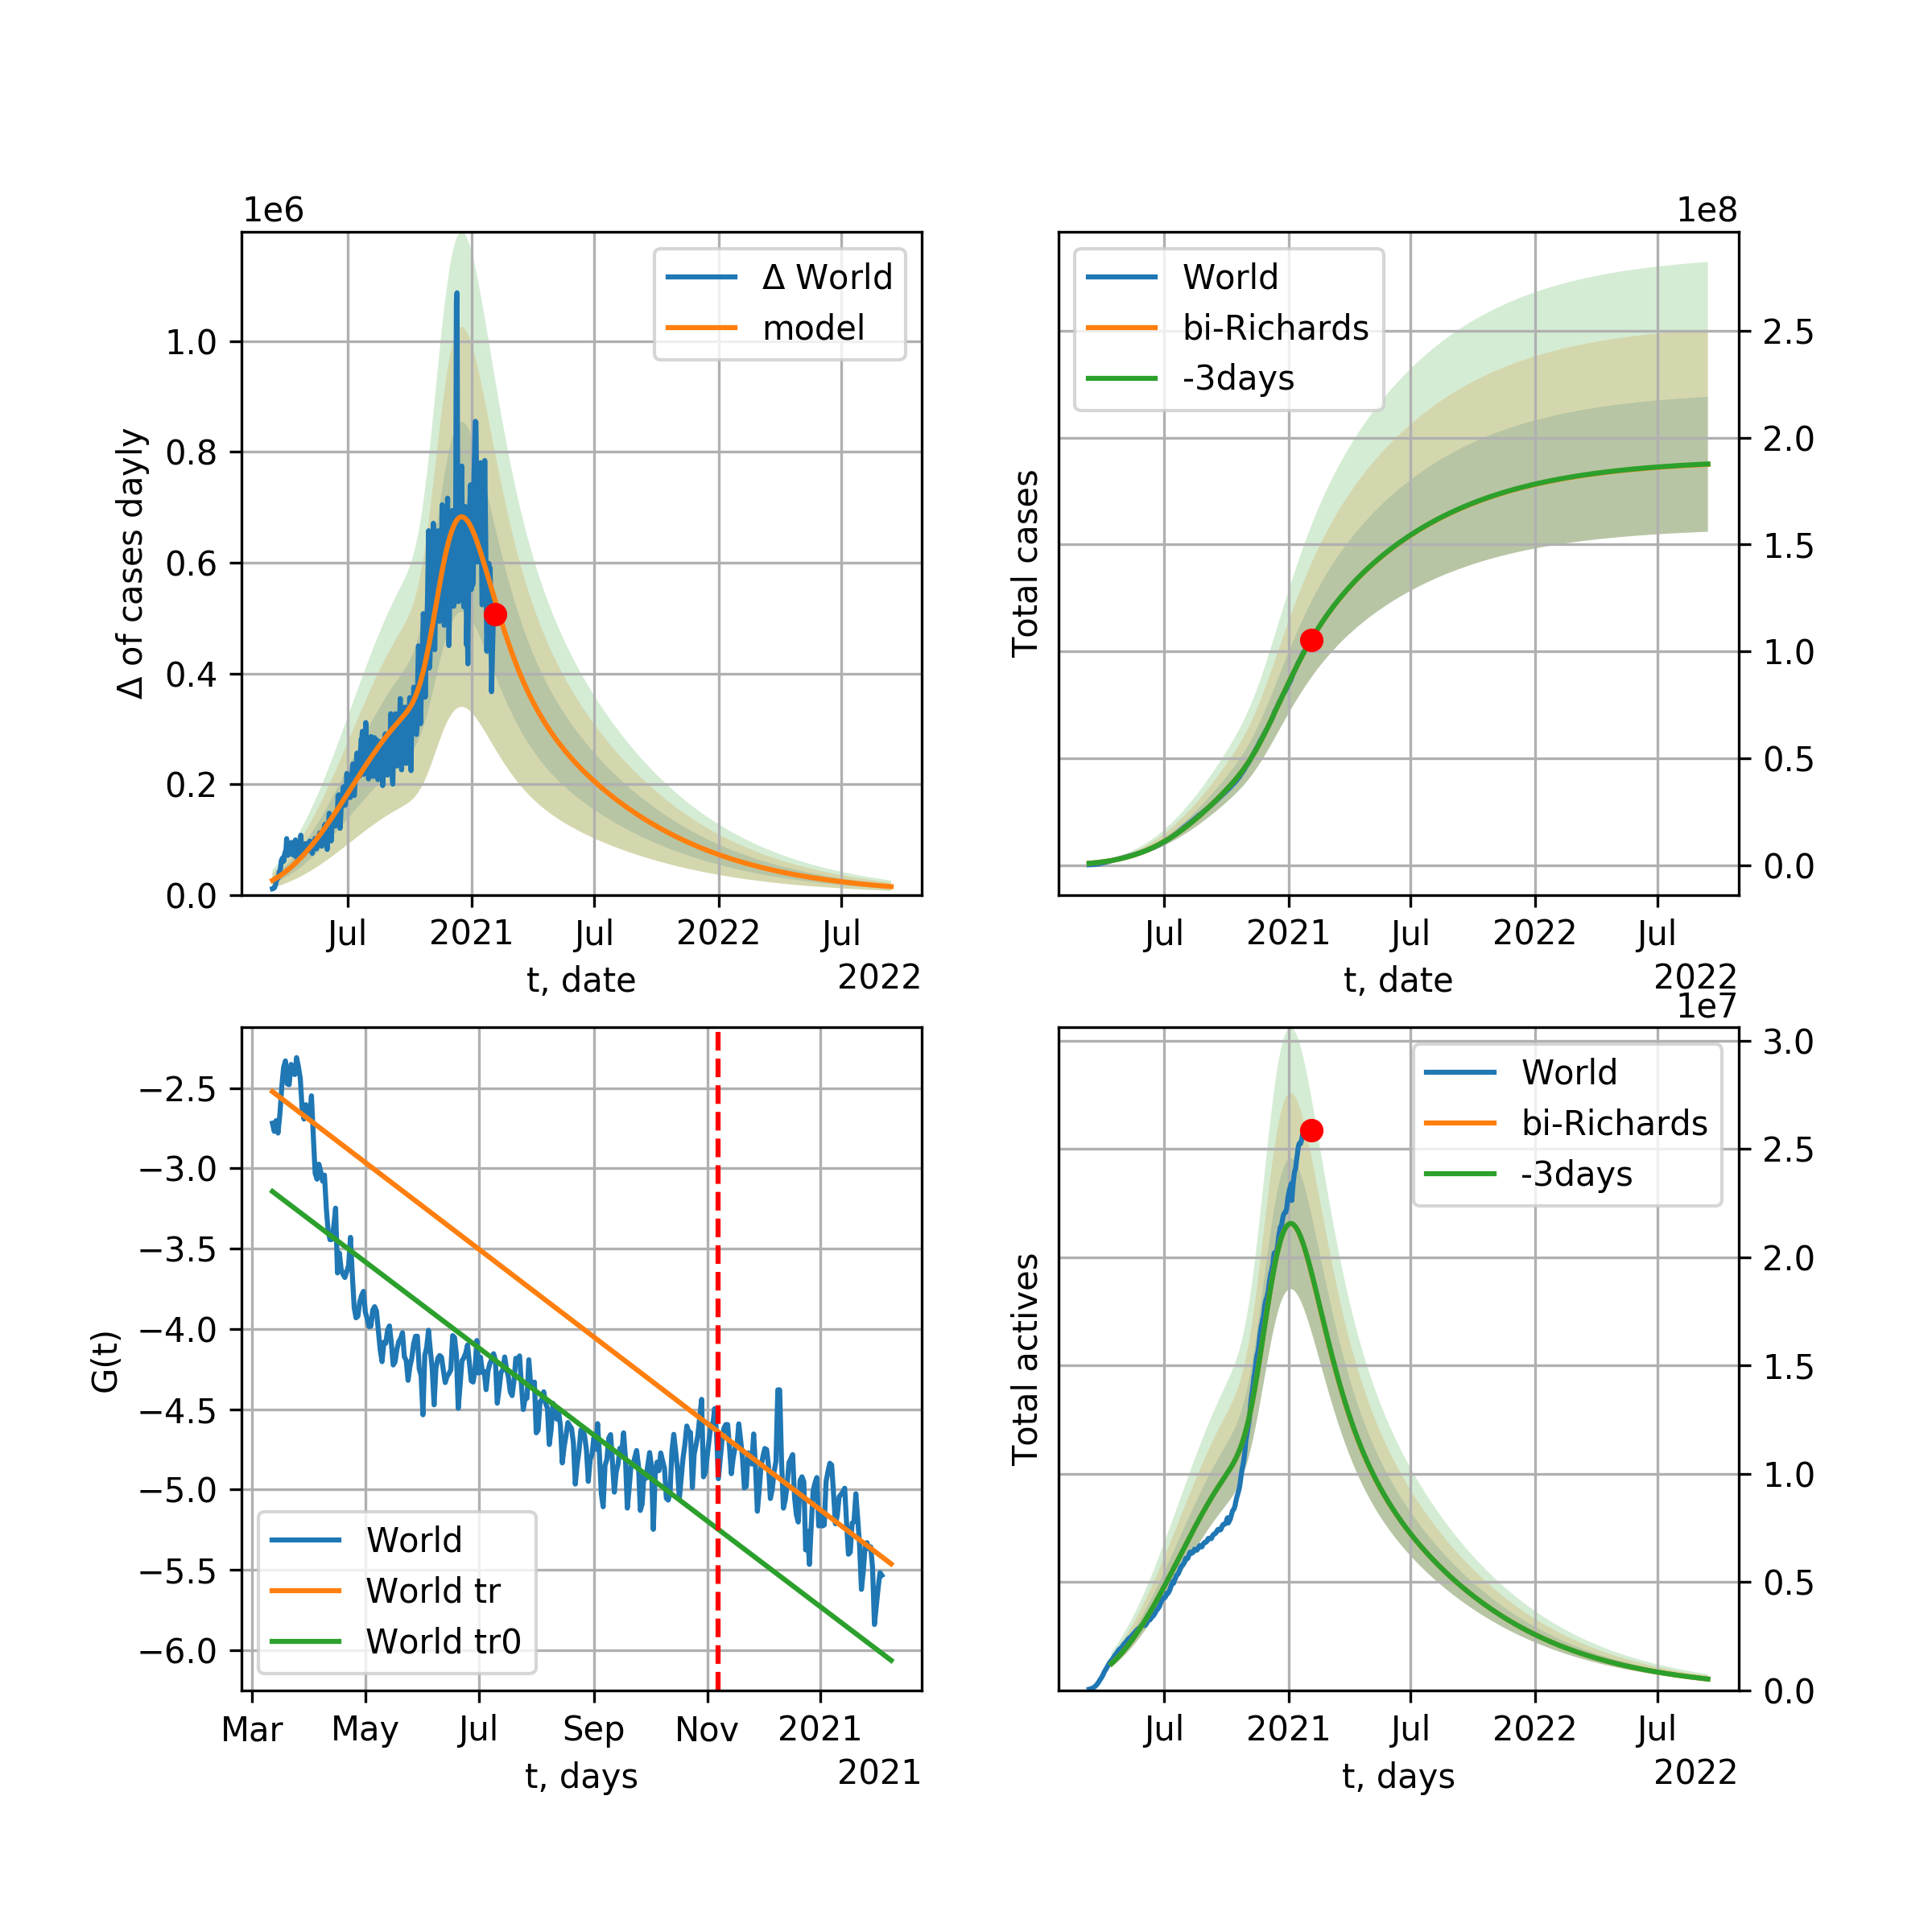 1e6
Δ of cases dayly
1.0
0.8
0.6
0.4
0.2
0.0
Δ World
model
Jul 2021 Jul 2022 Jul
t, date
2022
1e8
Total cases
World
bi-Richards
-3days
2.5
2.0
1.5
1.0
0.5
0.0
Jul 2021 Jul 2022 Jul
t, date
2022
G(t)
−2.5
−3.0
−3.5
−4.0
−4.5
−5.0
−5.5
−6.0
World
World tr
World tr0
Mar May Jul Sep Nov 2021
t, days
2021
1e7
Total actives
World
bi-Richards
-3days
3.0
2.5
2.0
1.5
1.0
0.5
0.0
Jul 2021 Jul 2022 Jul
t, days
2022